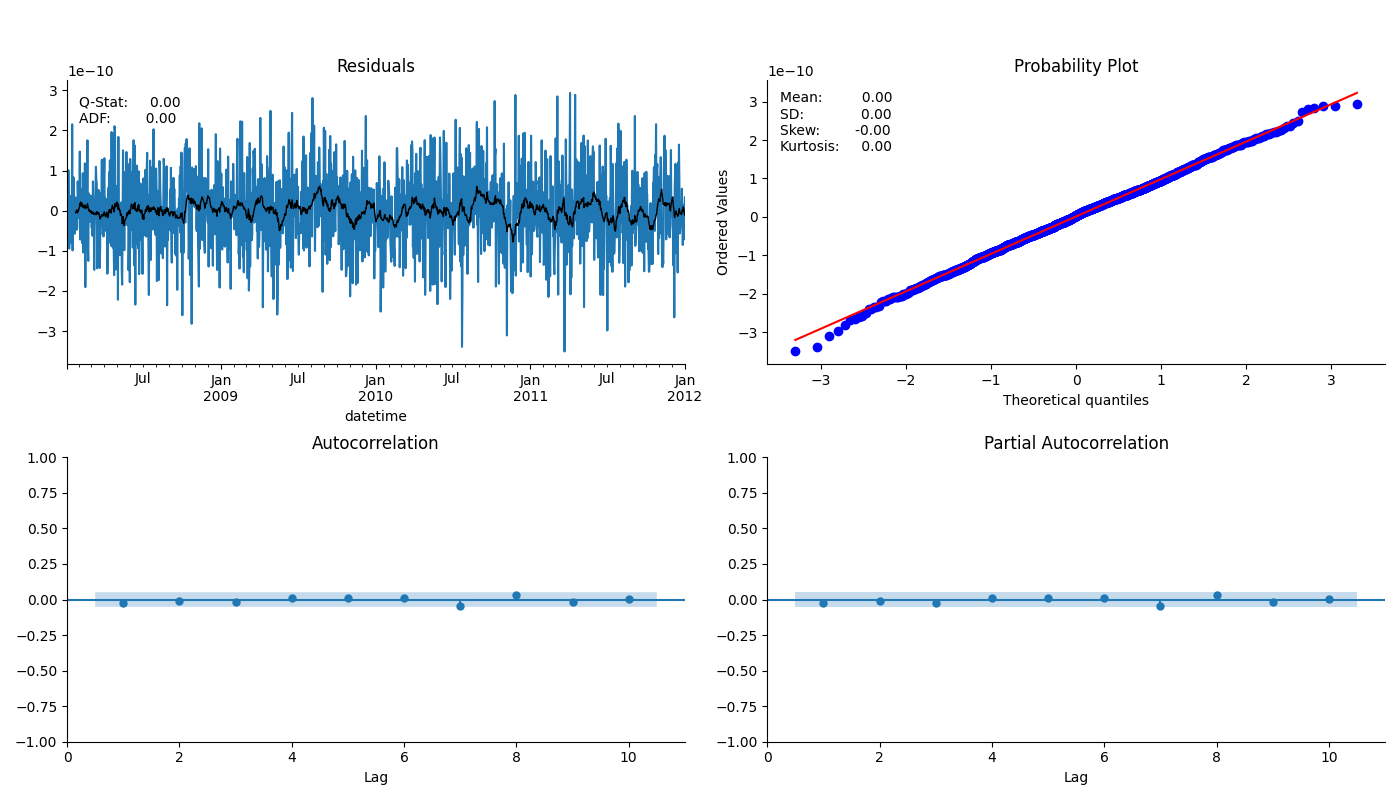 Residuals
1e−10
Q-Stat: 0.00
ADF: 0.00
3
2
1
0
−1
−2
−3
Jul Jan Jul Jan Jul Jan Jul Jan
2009 2010 2011 2012
datetime
Probability Plot
1e−10
Mean: 0.00
SD: 0.00
Skew: -0.00
Kurtosis: 0.00
Ordered Values
3
2
1
0
−1
−2
−3
−3 −2 −1 0 1 2 3
Theoretical quantiles
Autocorrelation
1.00
0.75
0.50
0.25
0.00
−0.25
−0.50
−0.75
−1.00
0 2 4 6 8 10
Lag
Partial Autocorrelation
1.00
0.75
0.50
0.25
0.00
−0.25
−0.50
−0.75
−1.00
0 2 4 6 8 10
Lag